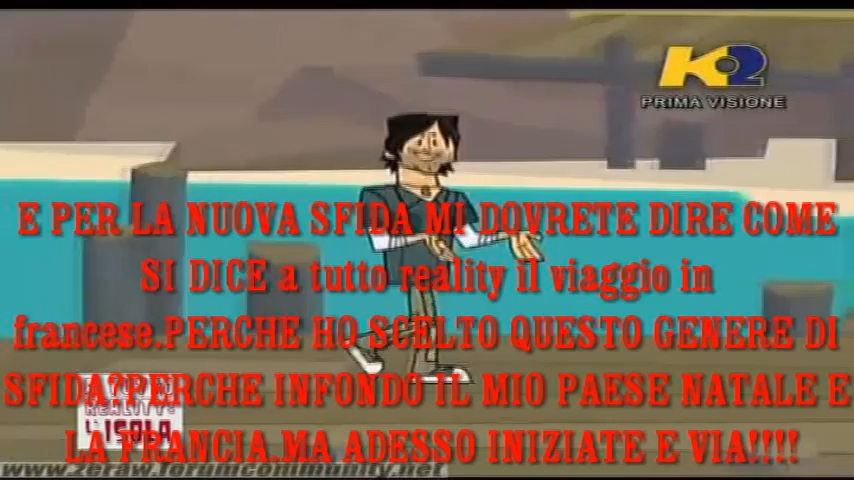 K2
PRIMA VISIONE
E PER LA NUOVA SFIDA MI DOVRETE DIRE COME
SI DICE a tutto reality il viaggio in
francese.PERCHE HO SCELTO QUESTO GENERE DI
SFIDA?PERCHE INFONDO IL MIO PAESE NATALE E
LA FRANCIA.MA ADESSO INIZIATE E VIA!!!!
REALITY:
L'ISOLA
www.zeraw.forumcommunity.net